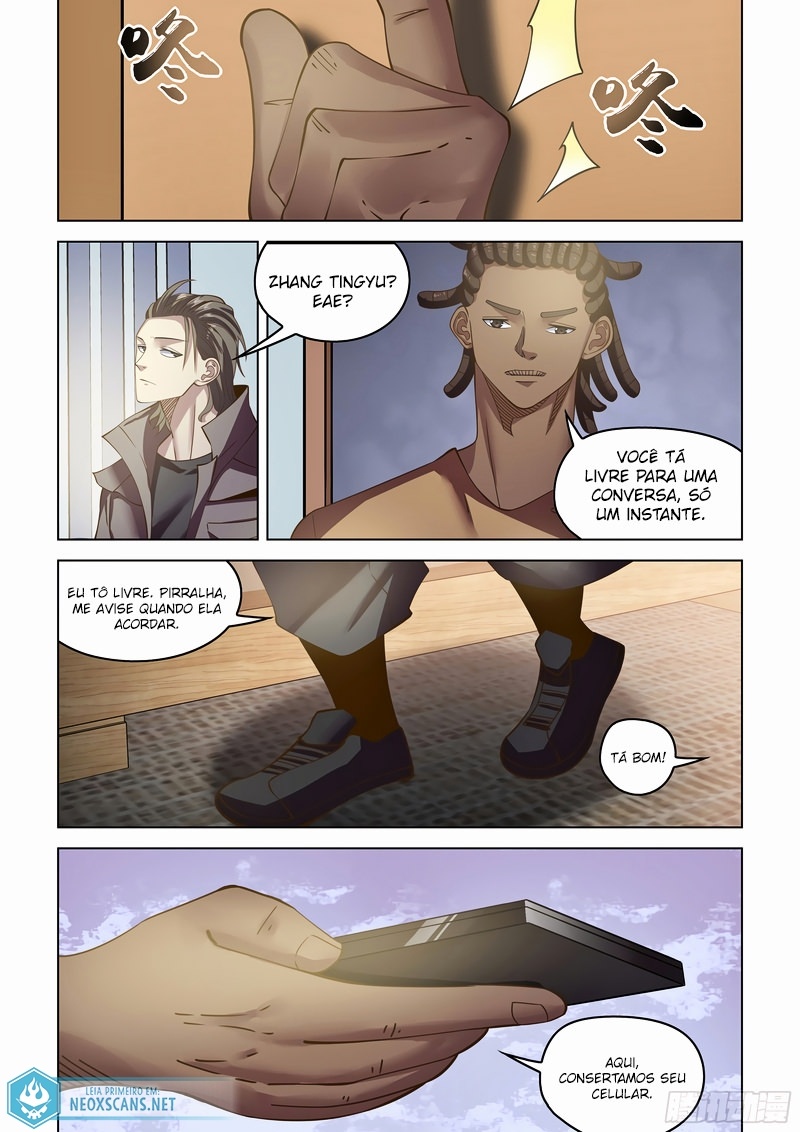 咚
咚
ZHANG TINGYU?
EAE?
VOCÊ TÁ
LIVRE PARA UMA
CONVERSA, SÓ
UM INSTANTE.
EU TÔ LIVRE. PIRRALHA,
ME AVISE QUANDO ELA
ACORDAR.
TÁ BOM!
AQUI,
CONSERTAMOS SEU
CELULAR.
LEIA PRIMEIRO EM:
NEOXSCANS.NET
腾讯动漫